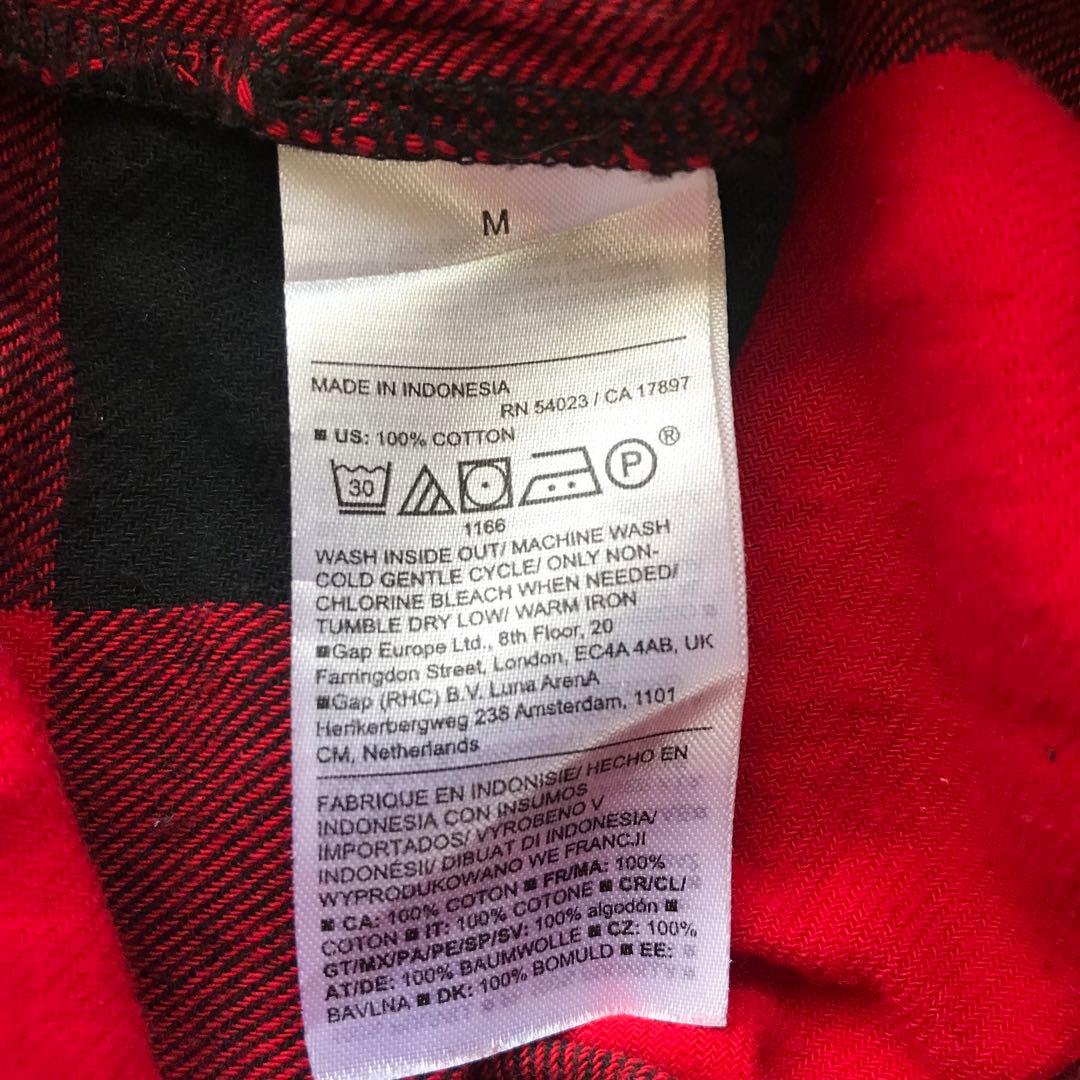 M
MADE IN INDONESIA
RN 54023 / CA 17897
US: 100% COTTON
30 P ®
1166
WASH INSIDE OUT/ MACHINE WASH
COLD GENTLE CYCLE/ ONLY NON-
CHLORINE BLEACH WHEN NEEDED/
TUMBLE DRY LOW/ WARM IRON
Gap Europe Ltd., 8th Floor, 20
Farringdon Street, London, EC4A 4AB, UK
Gap (RHC) B.V. Luna ArenA
Herikerbergweg 238 Amsterdam, 1101
CM, Netherlands
FABRIQUE EN INDONISIE/ HECHO EN
INDONESIA CON INSUMOS
IMPORTADOS/ VYROBENO V
INDONÉSII/ DIBUAT DI INDONESIA/
WYPRODUKOWANO WE FRANCJI
CA: 100% COTON FR/MA: 100%
COTON IT: 100% COTONE CR/CL/
GT/MX/PA/PE/SP/SV: 100% algodón
AT/DE: 100% BAUMWOLLE CZ: 100%
BAVLNA DK: 100% BOMULD EE: